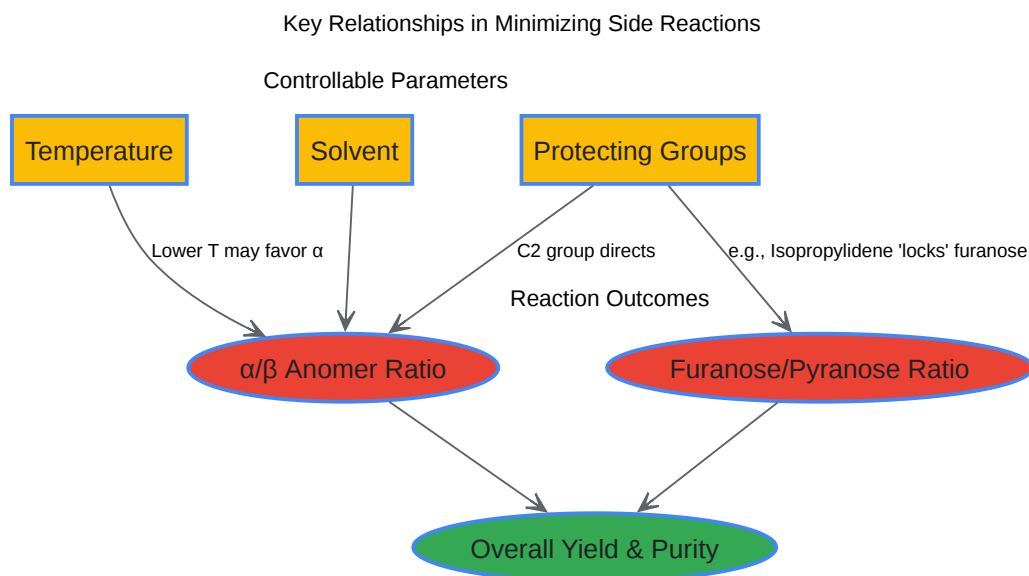 Key Relationships in Minimizing Side Reactions
Controllable Parameters
Temperature
Solvent
Protecting Groups
Lower T may favor α
C2 group directs
e.g., Isopropylidene 'locks' furanose
Reaction Outcomes
α/β Anomer Ratio
Furanose/Pyranose Ratio
Overall Yield & Purity